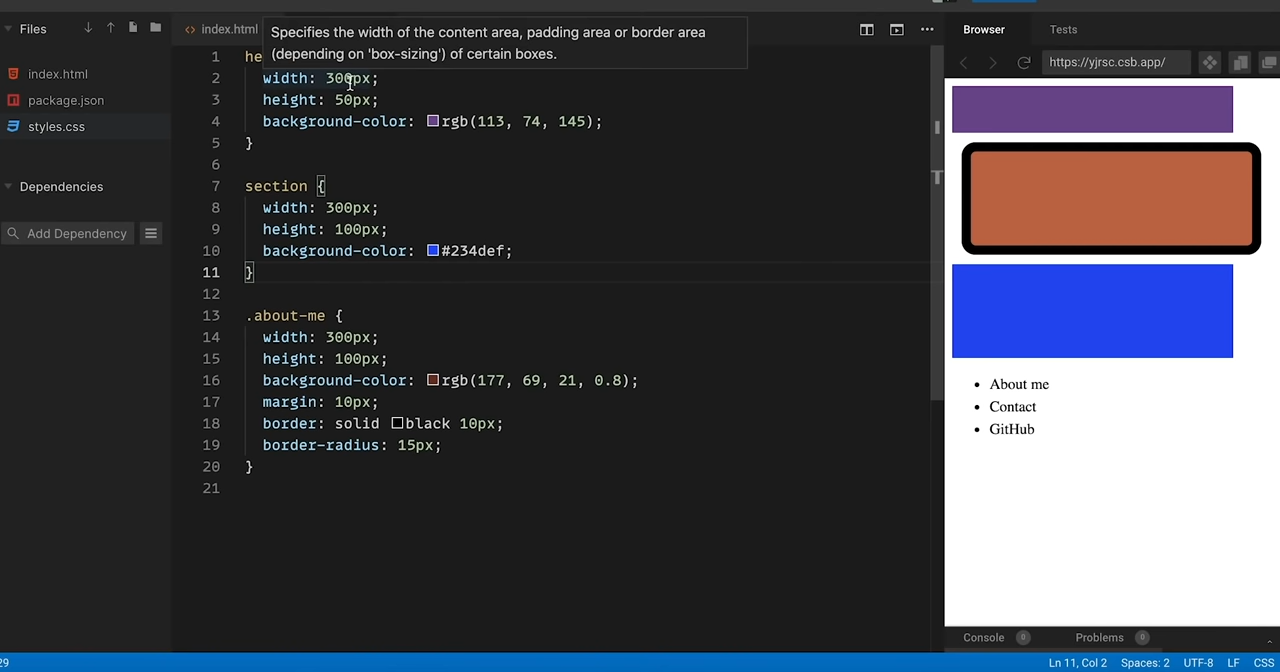 Files
index.html
package.json
styles.css
Dependencies
Add Dependency
index.html
Specifies the width of the content area, padding area or border area
(depending on 'box-sizing') of certain boxes.
1 he
2 width: 300px;
3 height: 50px;
4 background-color: rgb(113, 74, 145);
5 }
6
7 section {
8 width: 300px;
9 height: 100px;
10 background-color: #234def;
11 }
12
13 .about-me {
14 width: 300px;
15 height: 100px;
16 background-color: rgb(177, 69, 21, 0.8);
17 margin: 10px;
18 border: solid black 10px;
19 border-radius: 15px;
20 }
21
Browser Tests
https://yjrsc.csb.app/
About me
Contact
GitHub
Console 0 Problems 0
29 Ln 11, Col 2 Spaces: 2 UTF-8 LF CSS